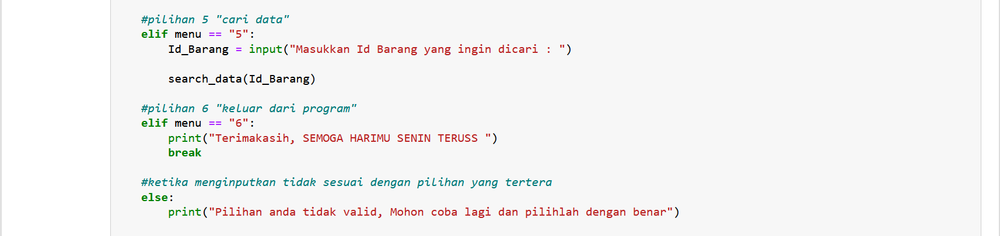 #pilihan 5 "cari data"
elif menu == "5":
    Id_Barang = input("Masukkan Id Barang yang ingin dicari : ")
    search_data(Id_Barang)
#pilihan 6 "keluar dari program"
elif menu == "6":
    print("Terimakasih, SEMOGA HARIMU SENIN TERUSS ")
    break
#ketika menginputkan tidak sesuai dengan pilihan yang tertera
else:
    print("Pilihan anda tidak valid, Mohon coba lagi dan pilihlah dengan benar")